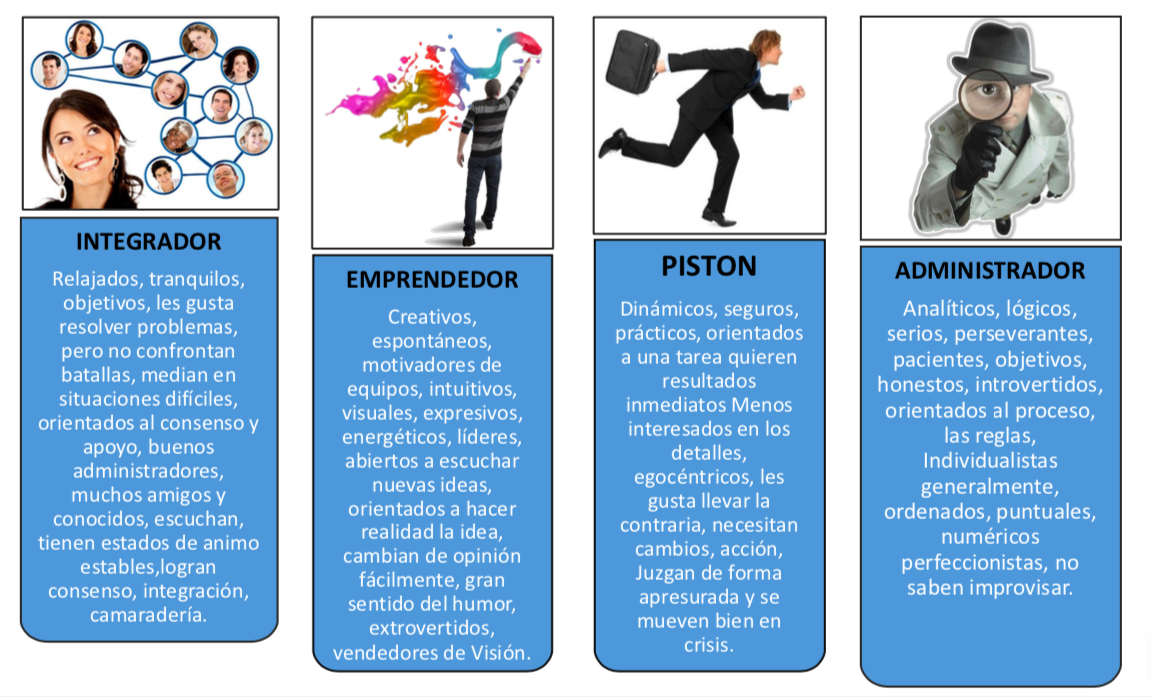 INTEGRADOR
Relajados, tranquilos,
objetivos, les gusta
resolver problemas,
pero no confrontan
batallas, median en
situaciones difíciles,
orientados al consenso y
apoyo, buenos
administradores,
muchos amigos y
conocidos, escuchan,
tienen estados de animo
estables,logran
consenso, integración,
camaradería.
EMPRENDEDOR
Creativos,
espontáneos,
motivadores de
equipos, intuitivos,
visuales, expresivos,
energéticos, líderes,
abiertos a escuchar
nuevas ideas,
orientados a hacer
realidad la idea,
cambian de opinión
fácilmente, gran
sentido del humor,
extrovertidos,
vendedores de Visión.
PISTON
Dinámicos, seguros,
prácticos, orientados
a una tarea quieren
resultados
inmediatos Menos
interesados en los
detalles,
egocéntricos, les
gusta llevar la
contraria, necesitan
cambios, acción,
Juzgan de forma
apresurada y se
mueven bien en
crisis.
ADMINISTRADOR
Analíticos, lógicos,
serios, perseverantes,
pacientes, objetivos,
honestos, introvertidos,
orientados al proceso,
las reglas,
Individualistas
generalmente,
ordenados, puntuales,
numéricos
perfeccionistas, no
saben improvisar.